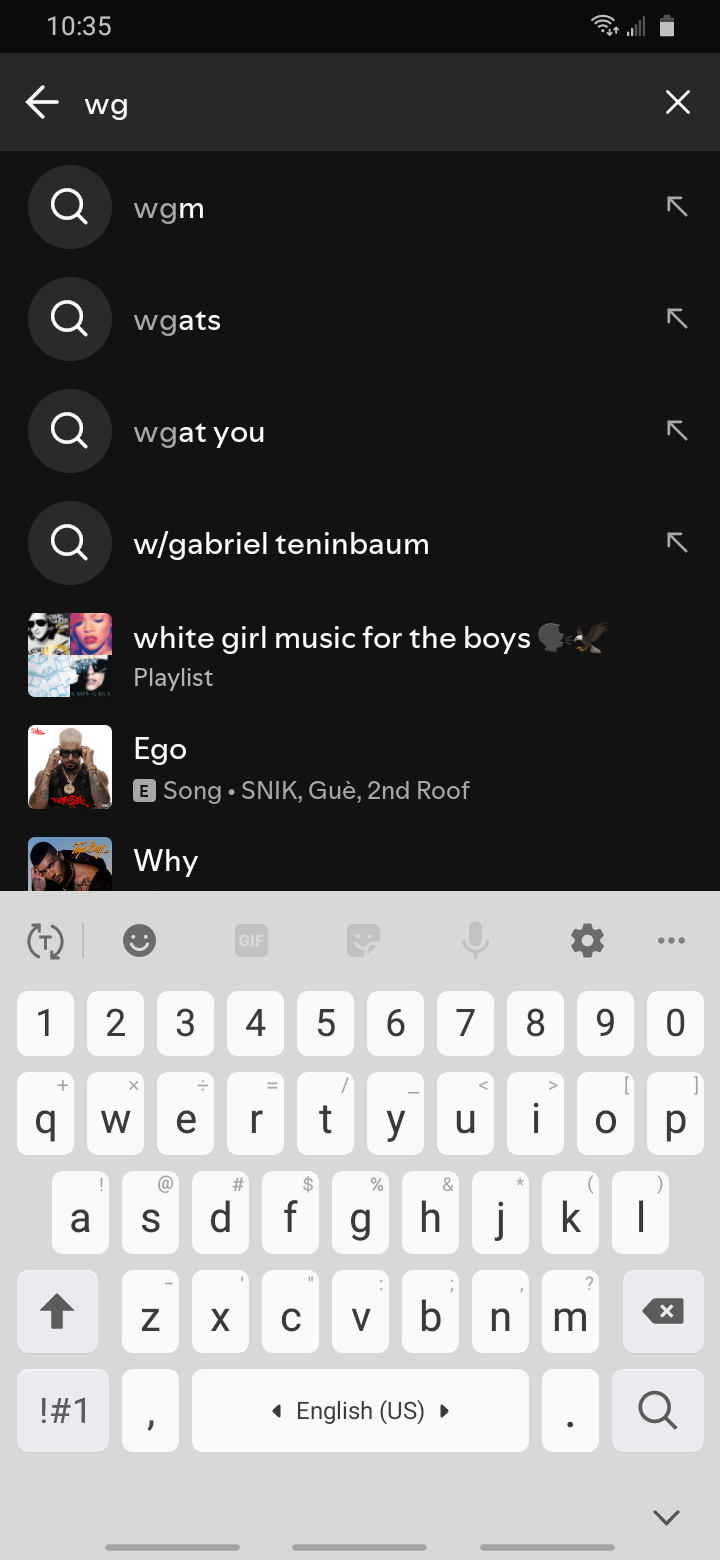 10:35
wg
wgm
wgats
wgat you
w/gabriel teninbaum
white girl music for the boys 🗣🦅
Playlist
Ego
E Song • SNIK, Guè, 2nd Roof
Why
T
GIF
1 2 3 4 5 6 7 8 9 0
+ × ÷ = / _ < > [ ]
q w e r t y u i o p
! @ # $ % & * ( )
a s d f g h j k l
- ' " : ; , ?
z x c v b n m
!#1 , English (US) .